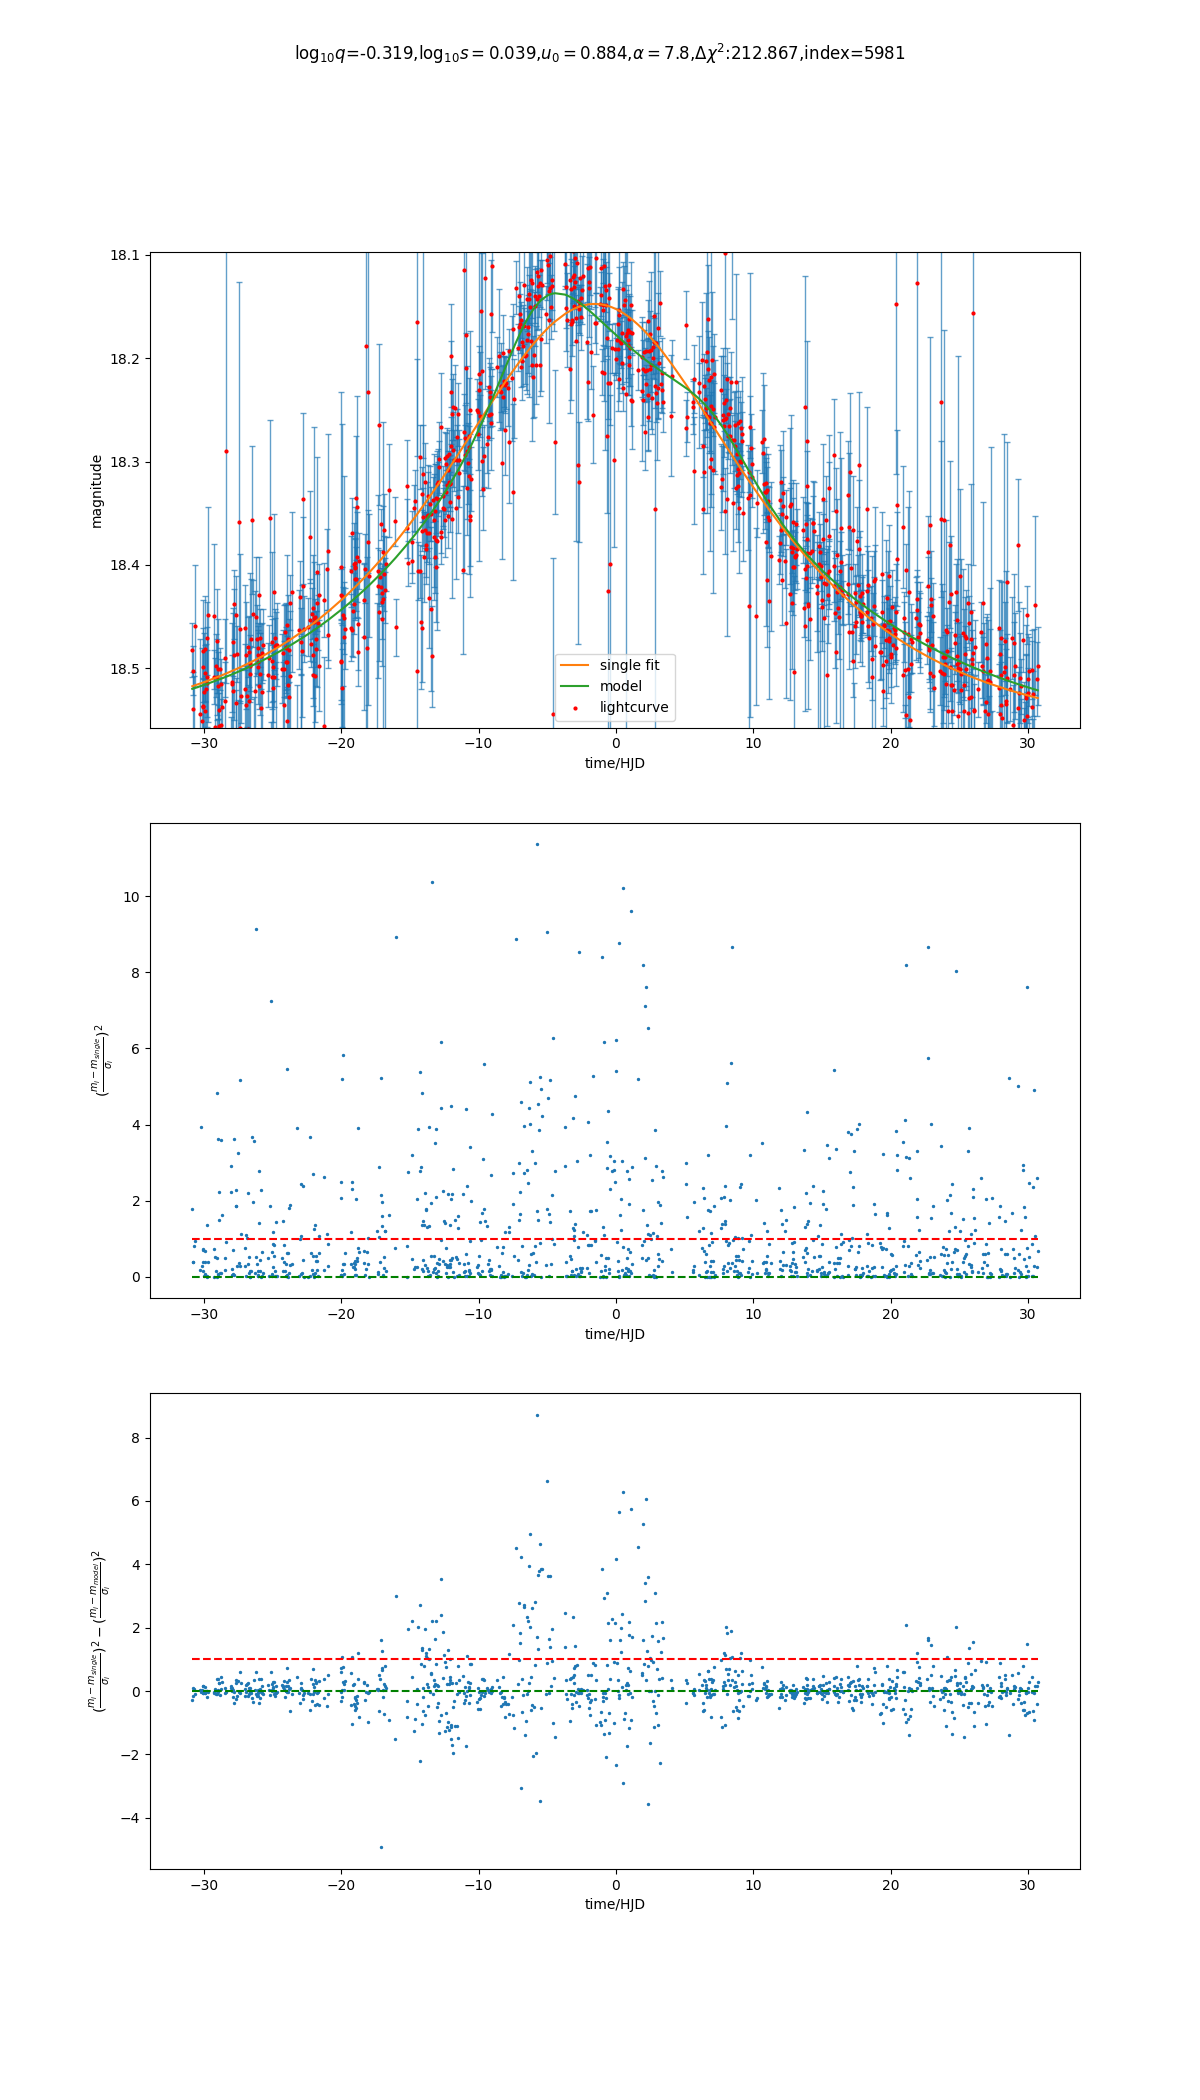 log₁₀q=-0.319,log₁₀s = 0.039,u₀ = 0.884,α = 7.8,Δχ²:212.867,index=5981
18.1
18.2
18.3
18.4
18.5
magnitude
single fit
model
lightcurve
−30 −20 −10 0 10 20 30
time/HJD
10
8
6
4
2
0
(mᵢ − m_single / σᵢ)²
−30 −20 −10 0 10 20 30
time/HJD
8
6
4
2
0
−2
−4
(mᵢ − m_single / σᵢ)² − (mᵢ − m_model / σᵢ)²
−30 −20 −10 0 10 20 30
time/HJD